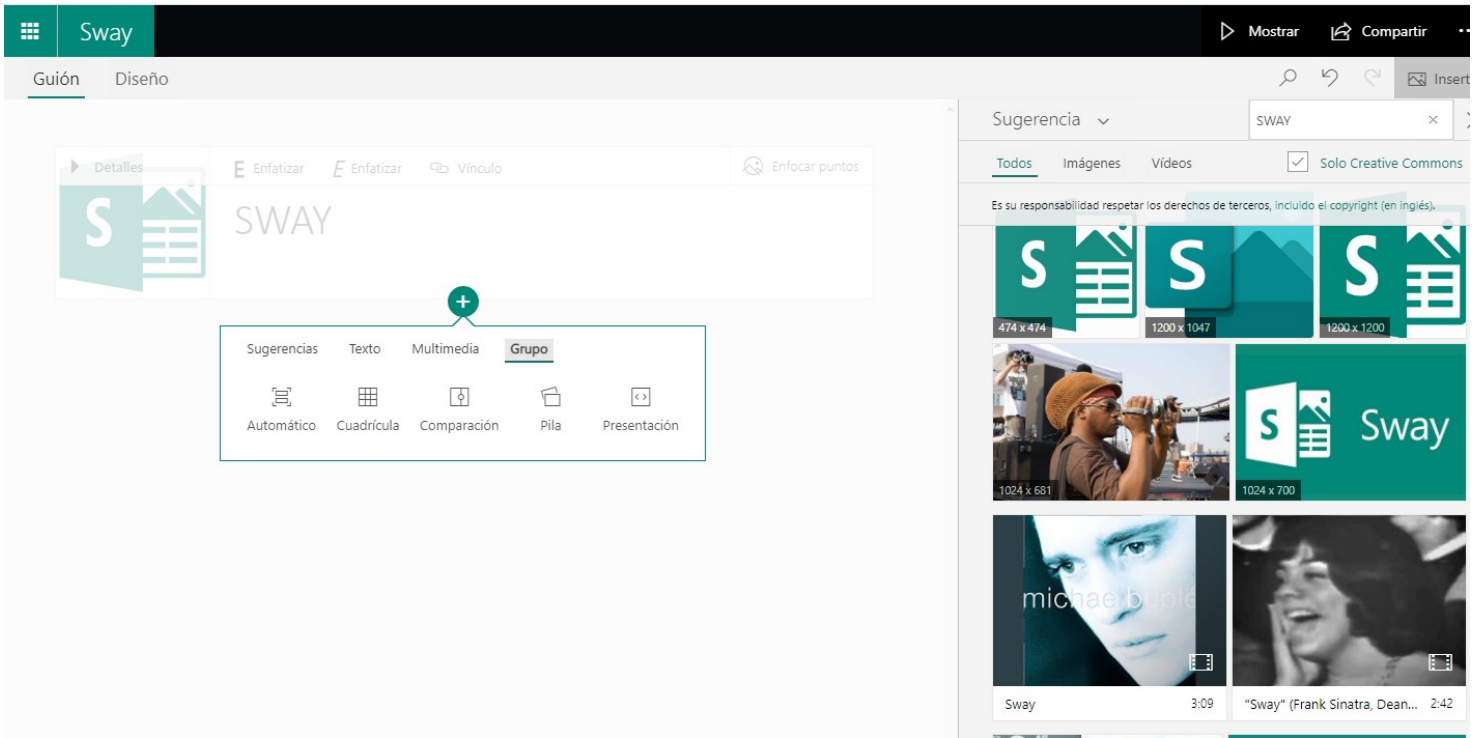 Sway
Mostrar
Compartir
Guión
Diseño
Insert
Detalles
E Enfatizar
E Enfatizar
Vínculo
Enfocar puntos
S
SWAY
Sugerencias
Texto
Multimedia
Grupo
Automático
Cuadrícula
Comparación
Pila
Presentación
Sugerencia
SWAY
Todos
Imágenes
Vídeos
Solo Creative Commons
Es su responsabilidad respetar los derechos de terceros, incluido el copyright (en inglés).
S
S
S
474 x 474
1200 x 1047
1200 x 1200
S Sway
1024 x 681
1024 x 700
michael bublé
Sway 3:09
"Sway" (Frank Sinatra, Dean... 2:42